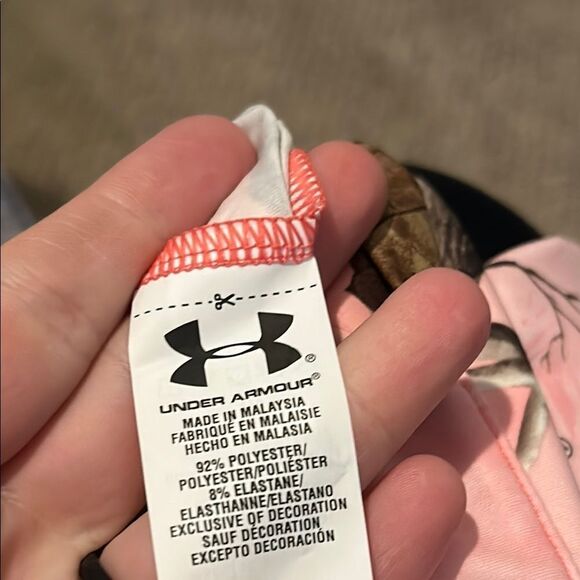 UNDER ARMOUR®
MADE IN MALAYSIA
FABRIQUÉ EN MALAISIE
HECHO EN MALASIA
92% POLYESTER/
POLYESTER/POLIÉSTER
8% ELASTANE/
ELASTHANNE/ELASTANO
EXCLUSIVE OF DECORATION
SAUF DÉCORATION
EXCEPTO DECORACIÓN